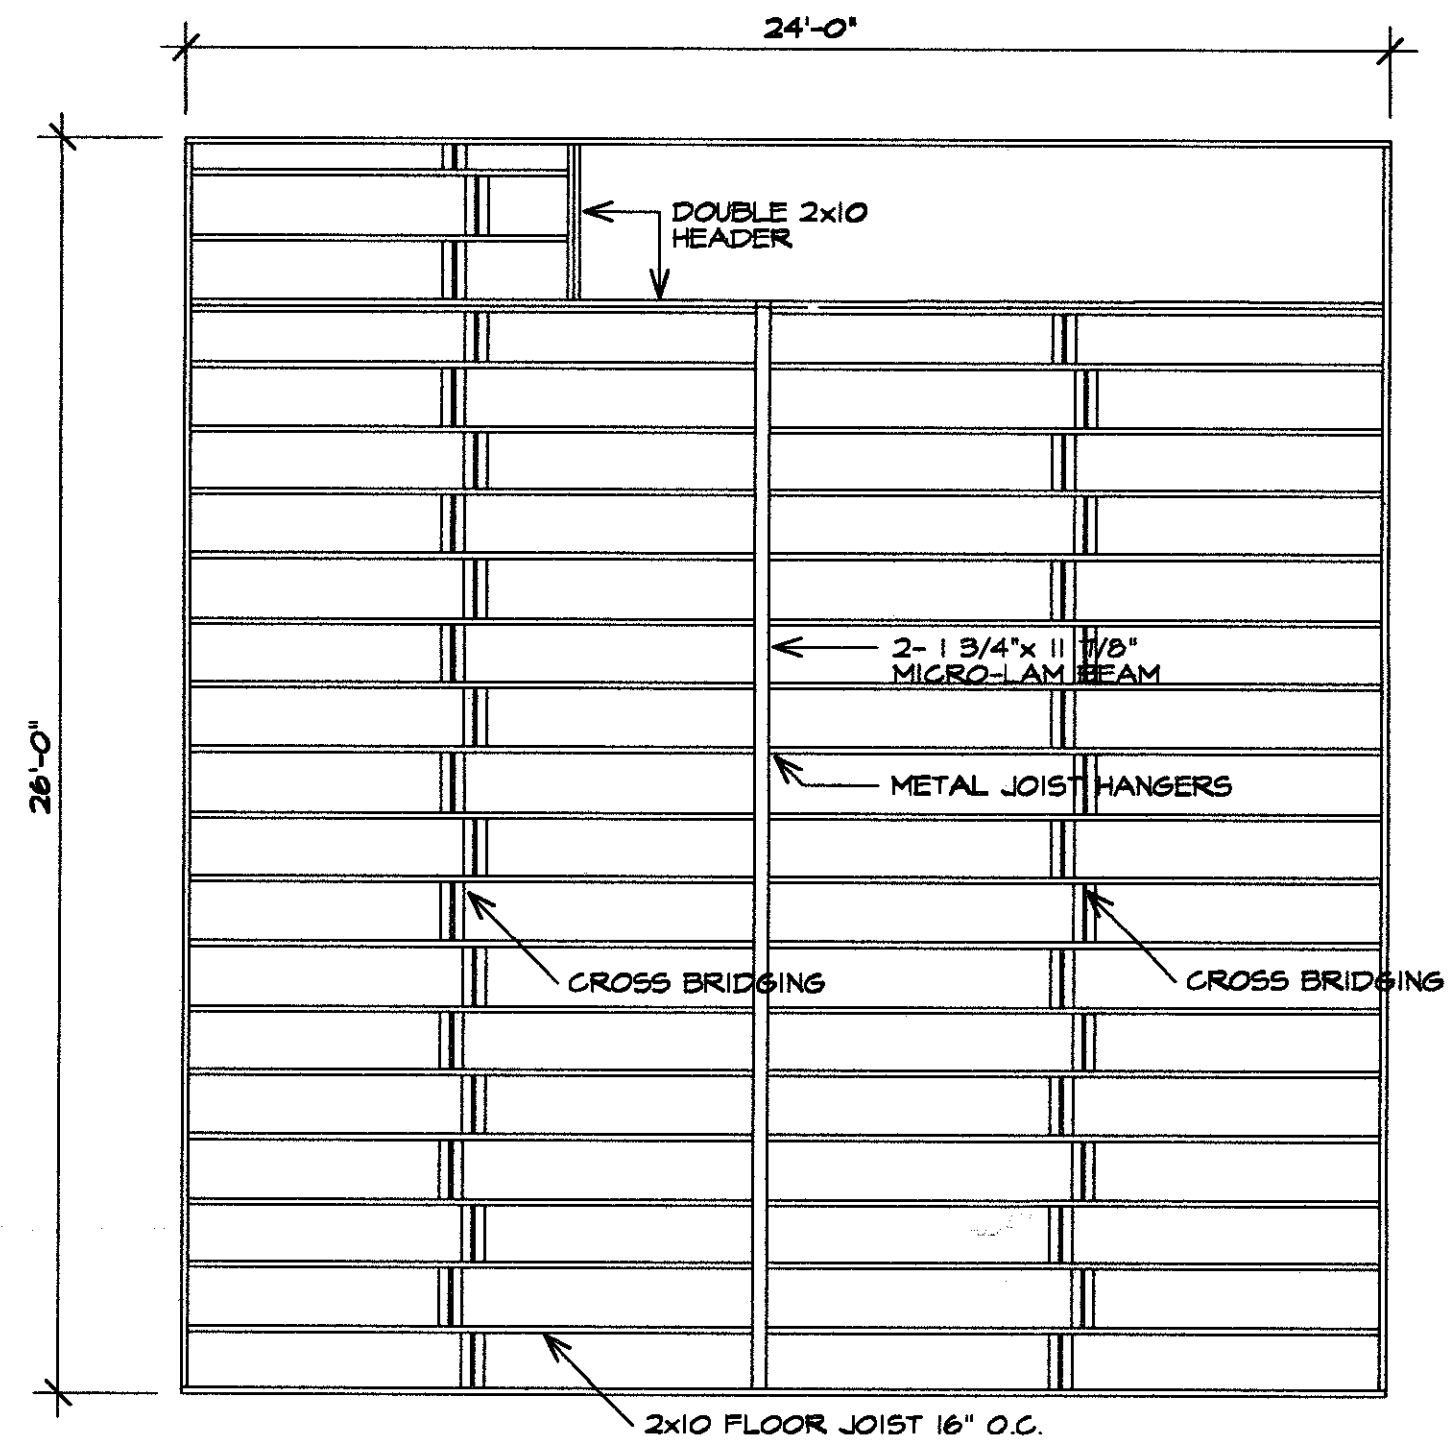 24'-0"
DOUBLE 2x10
HEADER
2- 1 3/4"x 11 7/8"
MICRO-LAM BEAM
26'-0"
METAL JOIST HANGERS
CROSS BRIDGING
CROSS BRIDGING
2x10 FLOOR JOIST 16" O.C.